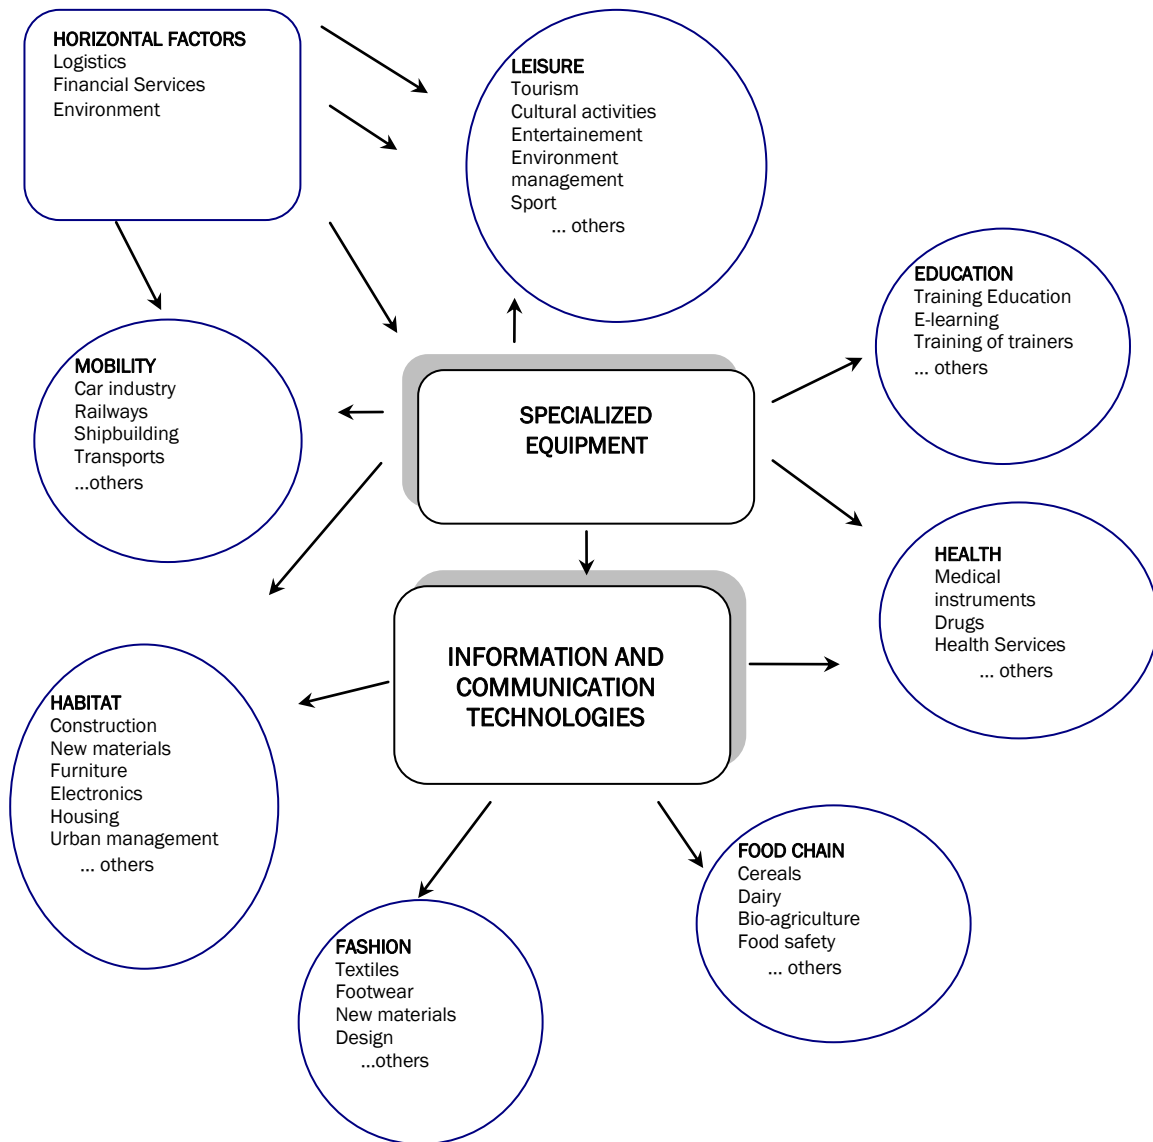 HORIZONTAL FACTORS
Logistics
Financial Services
Environment
LEISURE
Tourism
Cultural activities
Entertainement
Environment
management
Sport
... others
EDUCATION
Training Education
E-learning
Training of trainers
... others
MOBILITY
Car industry
Railways
Shipbuilding
Transports
...others
SPECIALIZED
EQUIPMENT
HEALTH
Medical
instruments
Drugs
Health Services
... others
INFORMATION AND
COMMUNICATION
TECHNOLOGIES
HABITAT
Construction
New materials
Furniture
Electronics
Housing
Urban management
... others
FOOD CHAIN
Cereals
Dairy
Bio-agriculture
Food safety
... others
FASHION
Textiles
Footwear
New materials
Design
...others